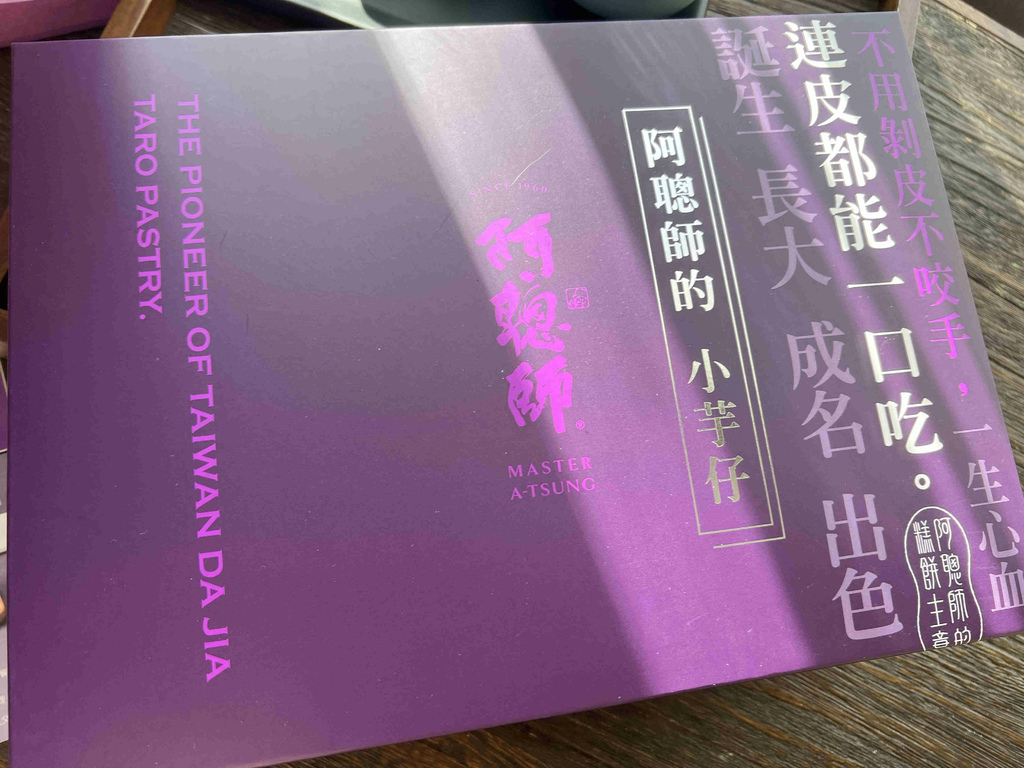 不用剝皮不咬手，一生心血
連皮都能一口吃。
誕生 長大 成名 出色
阿聰師的
糕餅主意
阿聰師的 小芋仔
SINCE 1960
阿聰師®
MASTER
A-TSUNG
THE PIONEER OF TAIWAN DA JIA
TARO PASTRY.